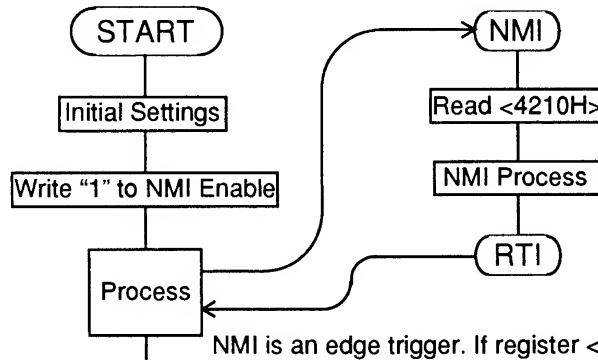 START
Initial Settings
Write “1” to NMI Enable
Process
NMI
Read <4210H>
NMI Process
RTI
NMI is an edge trigger. If register <